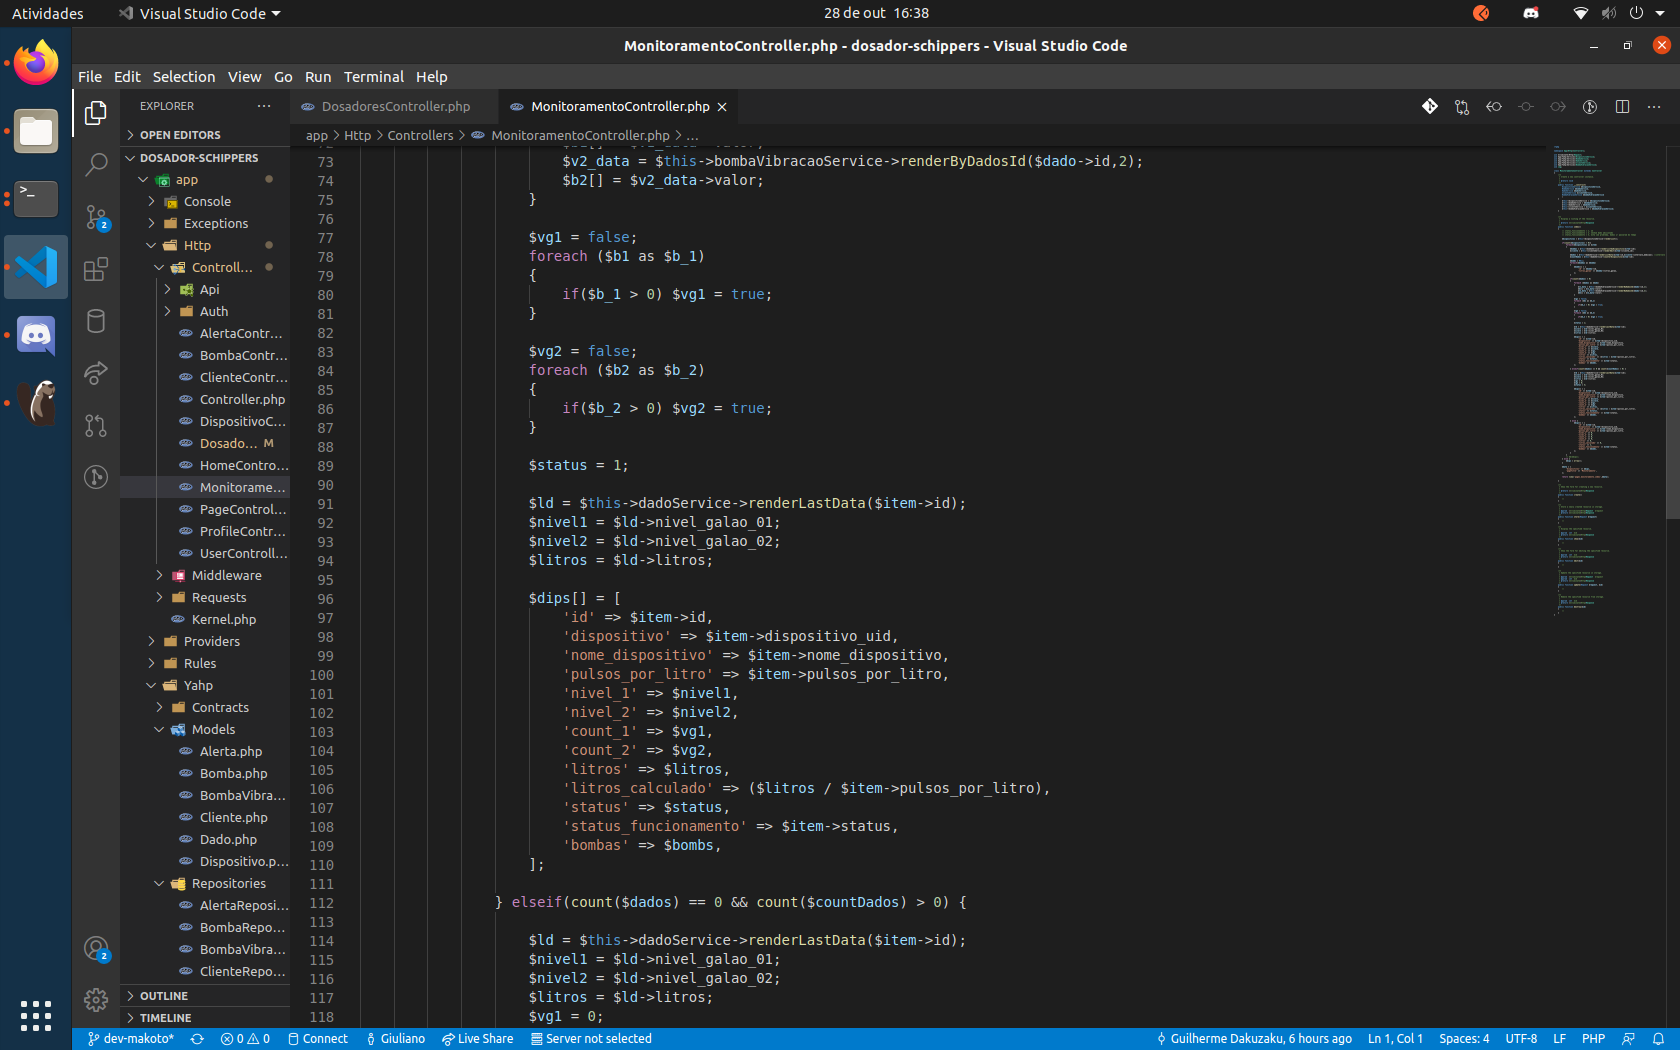 Atividades
Visual Studio Code
28 de out 16:38
MonitoramentoController.php - dosador-schippers - Visual Studio Code
File Edit Selection View Go Run Terminal Help
EXPLORER
DosadoresController.php
MonitoramentoController.php
app > Http > Controllers > MonitoramentoController.php > ...
OPEN EDITORS
DOSADOR-SCHIPPERS
app
Console
Exceptions
Http
Controll...
Api
Auth
AlertaContr...
BombaContr...
ClienteContr...
Controller.php
DispositivoC...
Dosado... M
HomeContro...
Monitorame...
PageControl...
ProfileContr...
UserControll...
Middleware
Requests
Kernel.php
Providers
Rules
Yahp
Contracts
Models
Alerta.php
Bomba.php
BombaVibra...
Cliente.php
Dado.php
Dispositivo.p...
Repositories
AlertaReposi...
BombaRepo...
BombaVibra...
ClienteRepo...
OUTLINE
TIMELINE
2
2
73 $v2_data = $this->bombaVibracaoService->renderByDadosId($dado->id,2);
74 $b2[] = $v2_data->valor;
75 }
76
77 $vg1 = false;
78 foreach ($b1 as $b_1)
79 {
80 if($b_1 > 0) $vg1 = true;
81 }
82
83 $vg2 = false;
84 foreach ($b2 as $b_2)
85 {
86 if($b_2 > 0) $vg2 = true;
87 }
88
89 $status = 1;
90
91 $ld = $this->dadoService->renderLastData($item->id);
92 $nivel1 = $ld->nivel_galao_01;
93 $nivel2 = $ld->nivel_galao_02;
94 $litros = $ld->litros;
95
96 $dips[] = [
97 'id' => $item->id,
98 'dispositivo' => $item->dispositivo_uid,
99 'nome_dispositivo' => $item->nome_dispositivo,
100 'pulsos_por_litro' => $item->pulsos_por_litro,
101 'nivel_1' => $nivel1,
102 'nivel_2' => $nivel2,
103 'count_1' => $vg1,
104 'count_2' => $vg2,
105 'litros' => $litros,
106 'litros_calculado' => ($litros / $item->pulsos_por_litro),
107 'status' => $status,
108 'status_funcionamento' => $item->status,
109 'bombas' => $bombs,
110 ];
111
112 } elseif(count($dados) == 0 && count($countDados) > 0) {
113
114 $ld = $this->dadoService->renderLastData($item->id);
115 $nivel1 = $ld->nivel_galao_01;
116 $nivel2 = $ld->nivel_galao_02;
117 $litros = $ld->litros;
118 $vg1 = 0;
dev-makoto* 0 0 Connect Giuliano Live Share Server not selected
Guilherme Dakuzaku, 6 hours ago Ln 1, Col 1 Spaces: 4 UTF-8 LF PHP